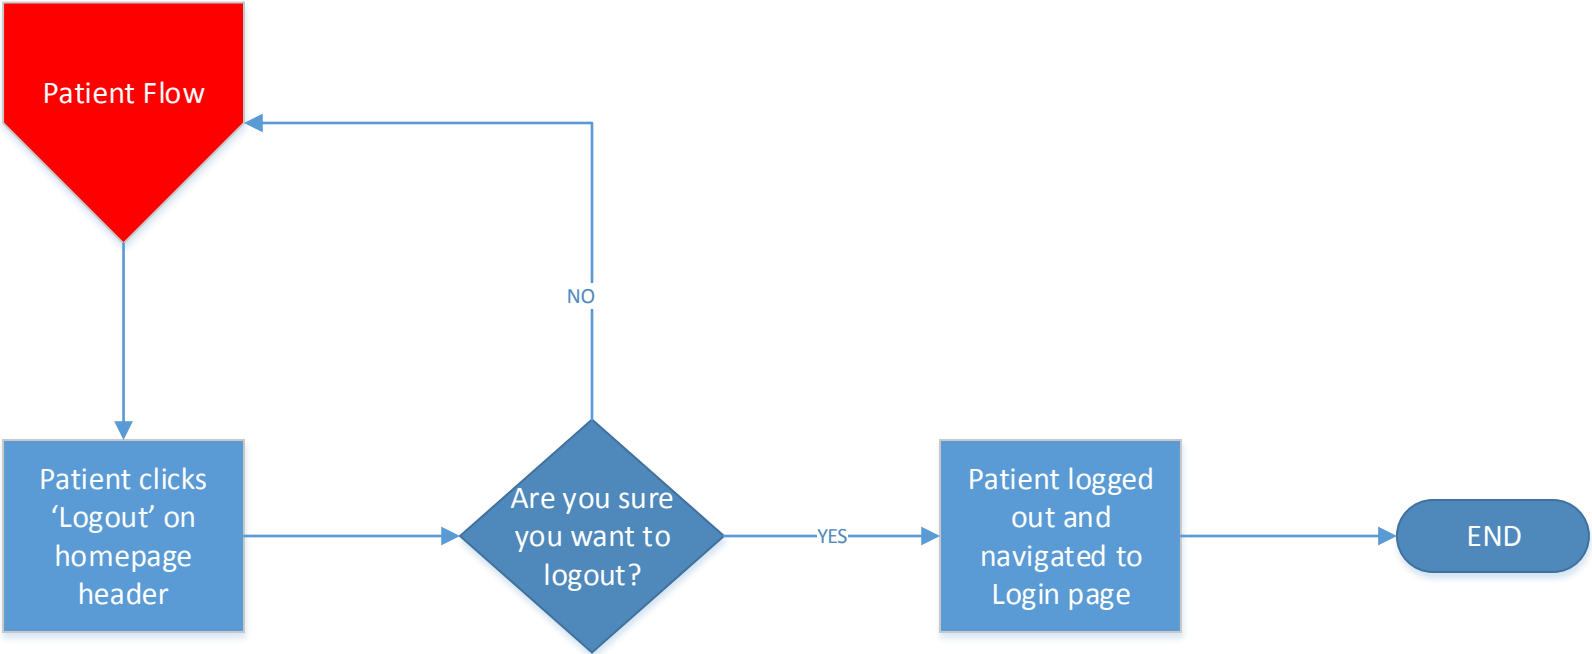 Patient Flow
NO
Patient clicks
‘Logout’ on
homepage
header
Are you sure
you want to
logout?
YES
Patient logged
out and
navigated to
Login page
END